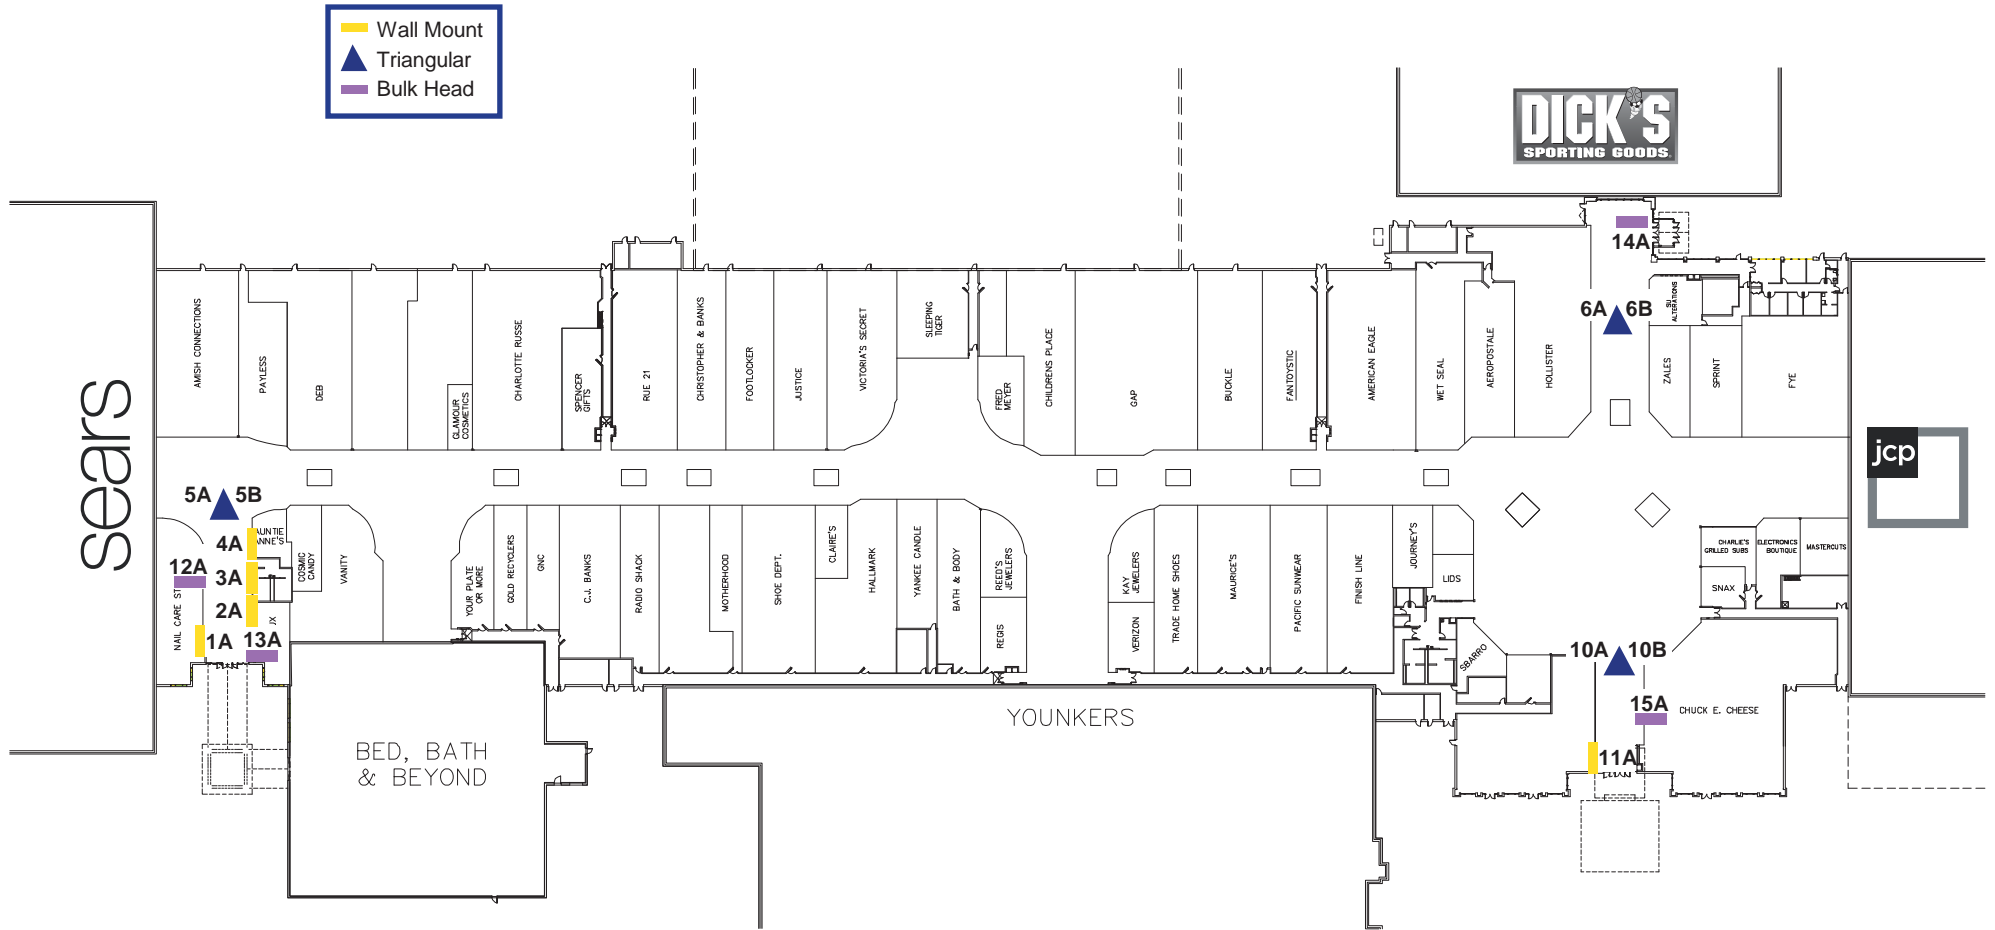 Wall Mount
Triangular
Bulk Head
DICK'S
SPORTING GOODS
14A
6A
6B
SU
ALTERATIONS
sears
AMISH CONNECTIONS
PAYLESS
DEB
GLAMOUR
COSMETICS
CHARLOTTE RUSSE
SPENCER
GIFTS
RUE 21
CHRISTOPHER & BANKS
FOOTLOCKER
JUSTICE
VICTORIA'S SECRET
SLEEPING
TIGER
FRED
MEYER
CHILDRENS PLACE
GAP
BUCKLE
FANTOYSTIC
AMERICAN EAGLE
WET SEAL
AEROPOSTALE
HOLLISTER
ZALES
SPRINT
FYE
jcp
5A
5B
4A
3A
2A
1A
12A
13A
NAIL CARE ST
AUNTIE
ANNE'S
JX
COSMIC
CANDY
VANITY
YOUR PLATE
OR MORE
GOLD RECYCLERS
GNC
C.J. BANKS
RADIO SHACK
MOTHERHOOD
SHOE DEPT.
CLAIRE'S
HALLMARK
YANKEE CANDLE
BATH & BODY
REED'S
JEWELERS
REGIS
KAY
JEWELERS
VERIZON
TRADE HOME SHOES
MAURICE'S
PACIFIC SUNWEAR
FINISH LINE
JOURNEY'S
LIDS
SBARRO
CHARLIE'S
GRILLED SUBS
SNAX
ELECTRONICS
BOUTIQUE
MASTERCUTS
10A
10B
15A
11A
CHUCK E. CHEESE
BED, BATH
& BEYOND
YOUNKERS